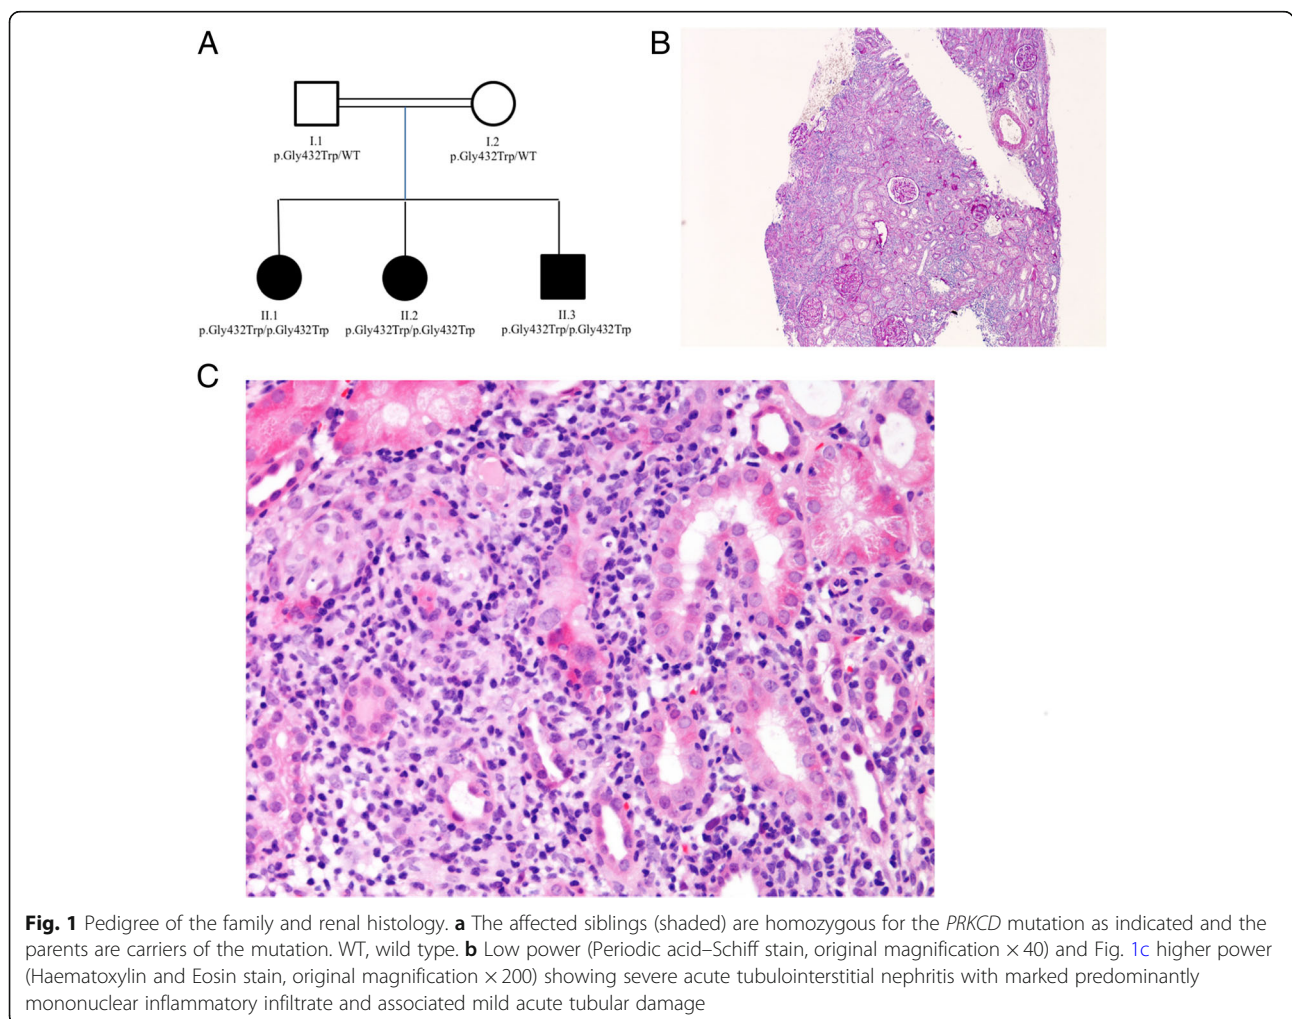 A
B
I.1
p.Gly432Trp/WT
I.2
p.Gly432Trp/WT
II.1
p.Gly432Trp/p.Gly432Trp
II.2
p.Gly432Trp/p.Gly432Trp
II.3
p.Gly432Trp/p.Gly432Trp
C
Fig. 1 Pedigree of the family and renal histology. a The affected siblings (shaded) are homozygous for the PRKCD mutation as indicated and the
parents are carriers of the mutation. WT, wild type. b Low power (Periodic acid–Schiff stain, original magnification × 40) and Fig. 1c higher power
(Haematoxylin and Eosin stain, original magnification × 200) showing severe acute tubulointerstitial nephritis with marked predominantly
mononuclear inflammatory infiltrate and associated mild acute tubular damage